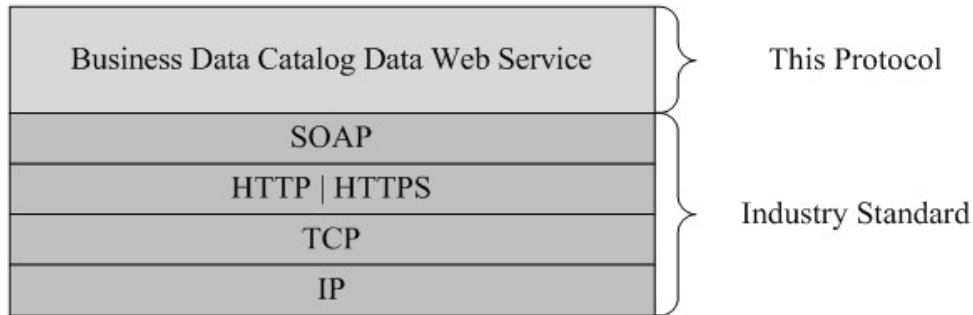 Business Data Catalog Data Web Service
This Protocol
SOAP
HTTP | HTTPS
TCP
IP
Industry Standard